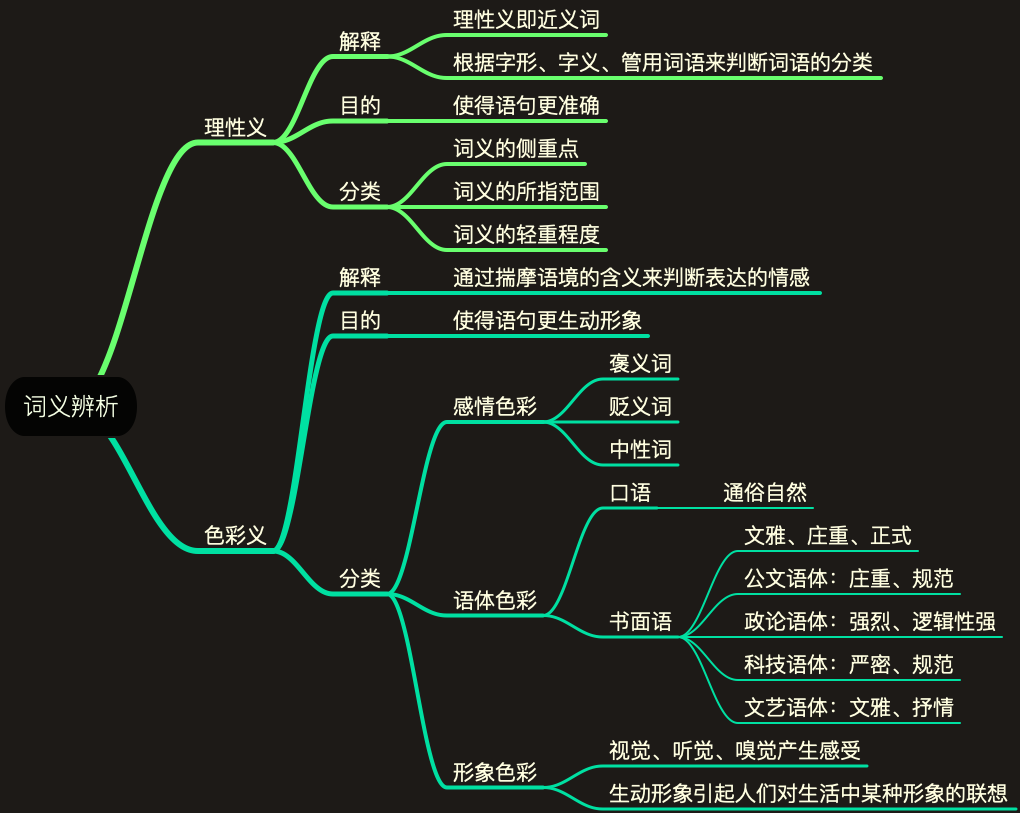 理性义即近义词
解释
根据字形、字义、管用词语来判断词语的分类
目的
使得语句更准确
理性义
词义的侧重点
分类
词义的所指范围
词义的轻重程度
解释
通过揣摩语境的含义来判断表达的情感
目的
使得语句更生动形象
褒义词
词义辨析
感情色彩
贬义词
中性词
口语
通俗自然
色彩义
文雅、庄重、正式
分类
公文语体：庄重、规范
语体色彩
书面语
政论语体：强烈、逻辑性强
科技语体：严密、规范
文艺语体：文雅、抒情
视觉、听觉、嗅觉产生感受
形象色彩
生动形象引起人们对生活中某种形象的联想